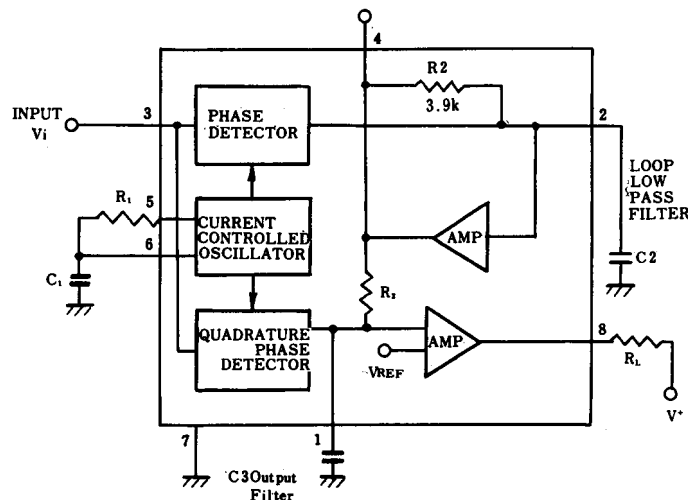 4
R2
3.9k
INPUT
Vi
3
PHASE
DETECTOR
2
LOOP
LOW
PASS
FILTER
R₁
5
CURRENT
CONTROLLED
OSCILLATOR
6
AMP
C2
C₁
R₃
QUADRATURE
PHASE
DETECTOR
AMP
VREF
8
RL
V⁺
7
1
C3Output
Filter